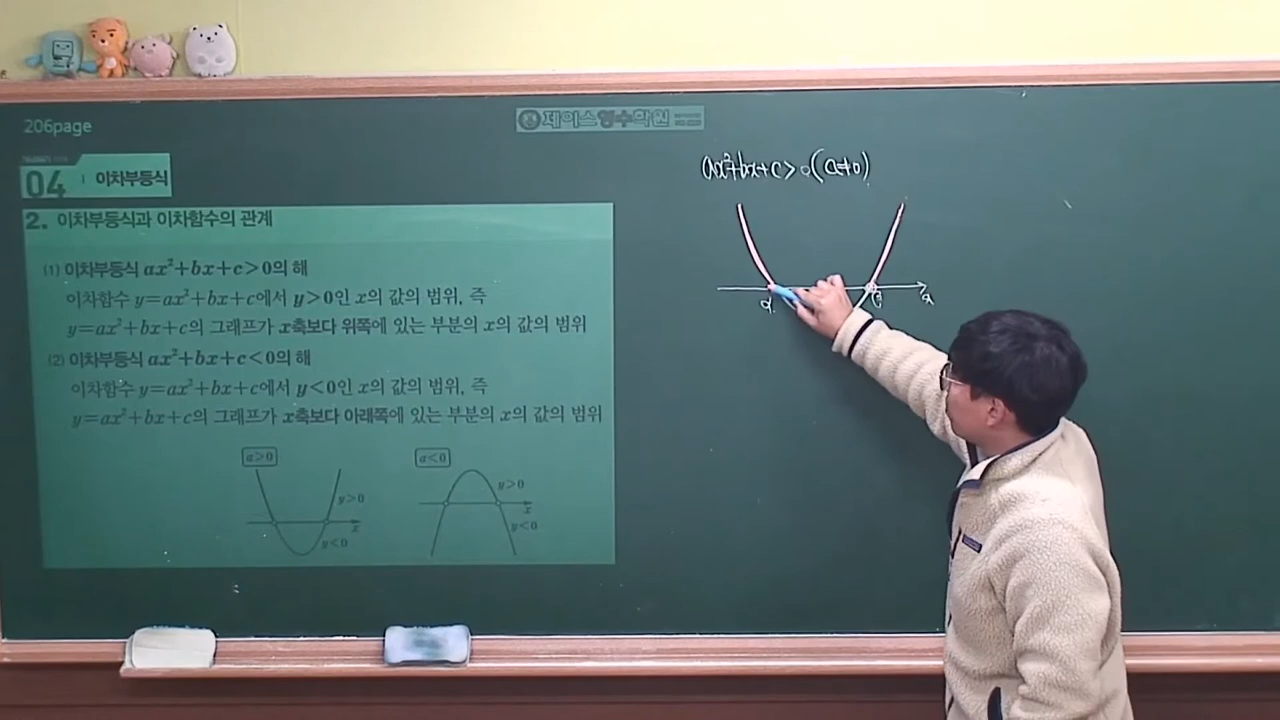 206page
제이스영수학원
04 이차부등식
2. 이차부등식과 이차함수의 관계
(1) 이차부등식 ax²+bx+c>0의 해
이차함수 y=ax²+bx+c에서 y>0인 x의 값의 범위, 즉
y=ax²+bx+c의 그래프가 x축보다 위쪽에 있는 부분의 x의 값의 범위
(2) 이차부등식 ax²+bx+c<0의 해
이차함수 y=ax²+bx+c에서 y<0인 x의 값의 범위, 즉
y=ax²+bx+c의 그래프가 x축보다 아래쪽에 있는 부분의 x의 값의 범위
a>0
y>0
x
y<0
a<0
y>0
x
y<0
ax²+bx+c>0(a≠0)
α
β
x